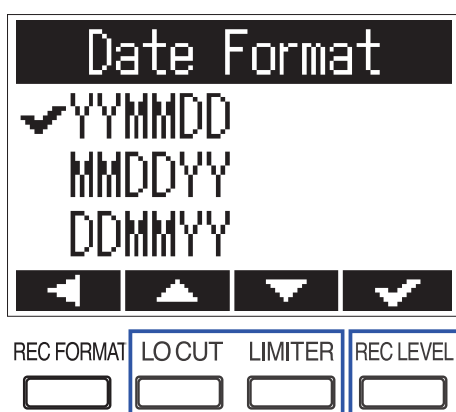 Date Format
YYMMDD
MMDDYY
DDMMYY
REC FORMAT LO CUT LIMITER REC LEVEL